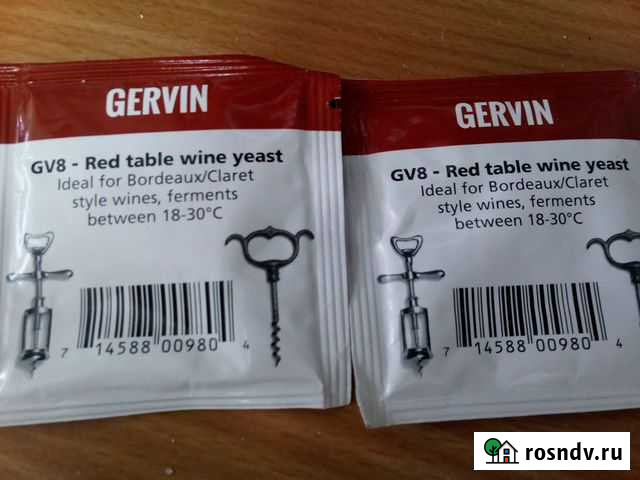 GERVIN
GV8 - Red table wine yeast
Ideal for Bordeaux/Claret
style wines, ferments
between 18-30°C
7 14588 00980 4
GERVIN
GV8 - Red table wine yeast
Ideal for Bordeaux/Claret
style wines, ferments
between 18-30°C
7 14588 00980 4
rosndv.ru